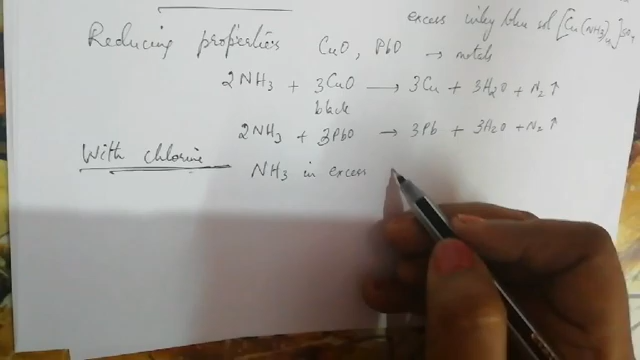 excess inky blue sol [Cu(NH3)4]SO4
Reducing properties CuO, PbO → metals
2NH3 + 3CuO → 3Cu + 3H2O + N2 ↑
black
2NH3 + 3PbO → 3Pb + 3H2O + N2 ↑
With chlorine
NH3 in excess